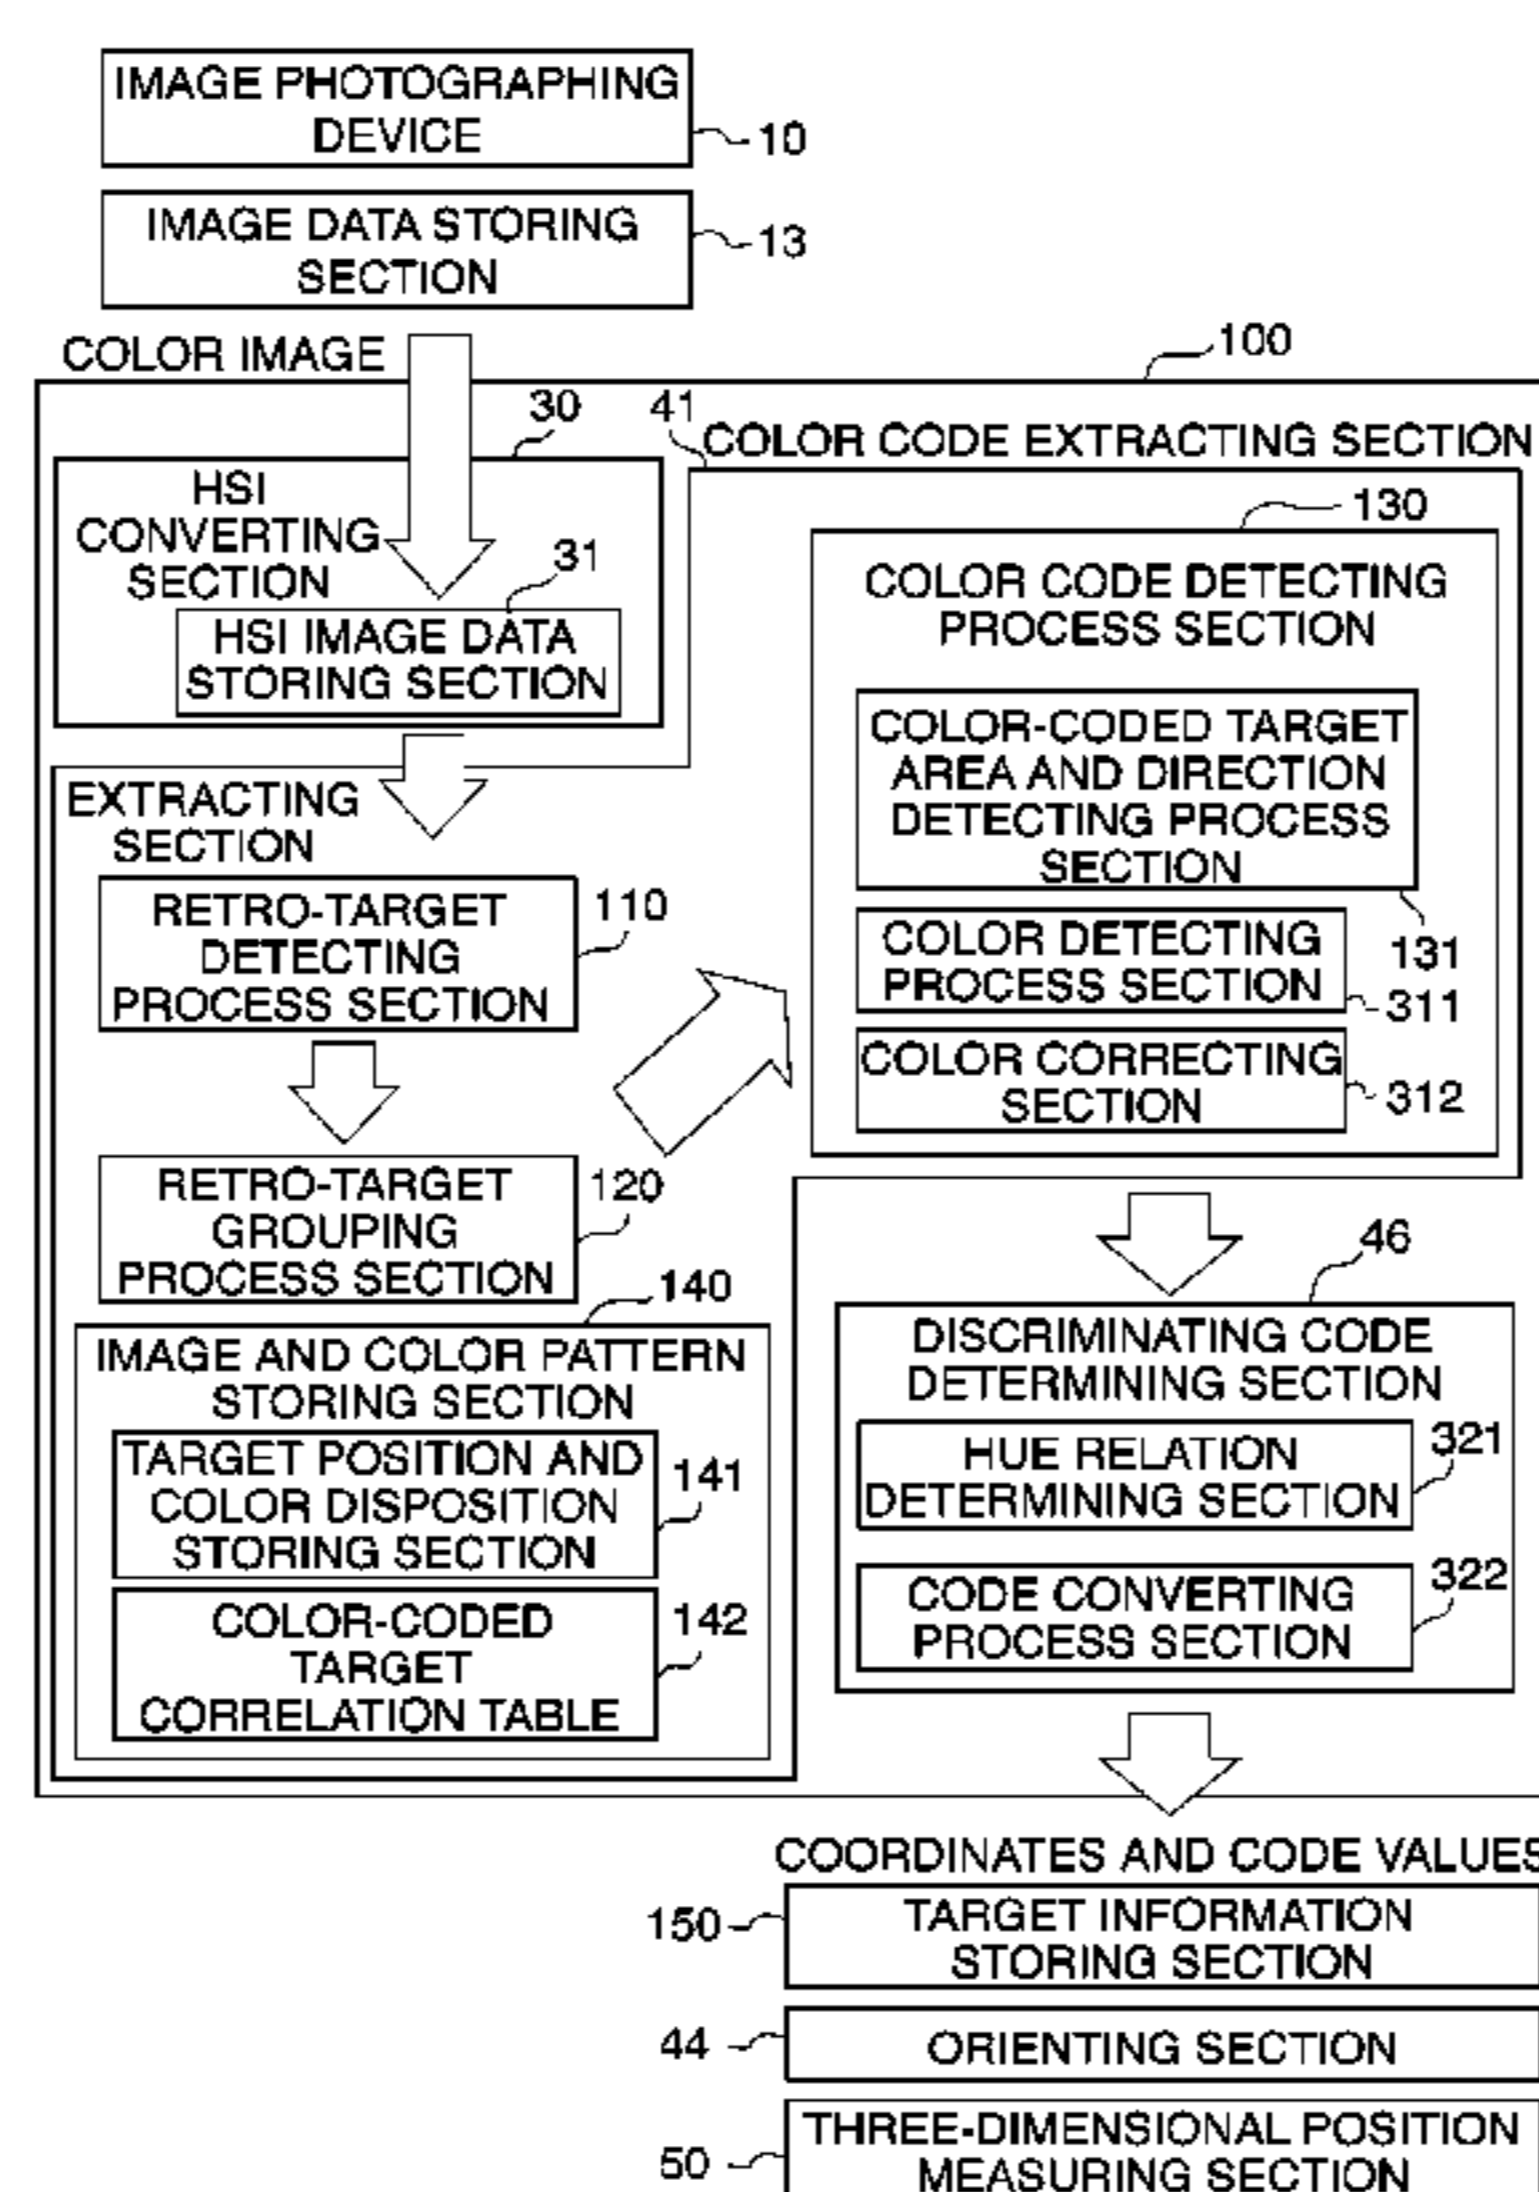 IMAGE PHOTOGRAPHING
DEVICE
10
IMAGE DATA STORING
SECTION
13
COLOR IMAGE
100
30
HSI
CONVERTING
SECTION
31
HSI IMAGE DATA
STORING SECTION
41
COLOR CODE EXTRACTING SECTION
EXTRACTING
SECTION
RETRO-TARGET
DETECTING
PROCESS SECTION
110
RETRO-TARGET
GROUPING
PROCESS SECTION
120
140
IMAGE AND COLOR PATTERN
STORING SECTION
TARGET POSITION AND
COLOR DISPOSITION
STORING SECTION
141
COLOR-CODED
TARGET
CORRELATION TABLE
142
130
COLOR CODE DETECTING
PROCESS SECTION
COLOR-CODED TARGET
AREA AND DIRECTION
DETECTING PROCESS
SECTION
131
COLOR DETECTING
PROCESS SECTION
311
COLOR CORRECTING
SECTION
312
46
DISCRIMINATING CODE
DETERMINING SECTION
HUE RELATION
DETERMINING SECTION
321
CODE CONVERTING
PROCESS SECTION
322
COORDINATES AND CODE VALUES
150
TARGET INFORMATION
STORING SECTION
44
ORIENTING SECTION
50
THREE-DIMENSIONAL POSITION
MEASURING SECTION